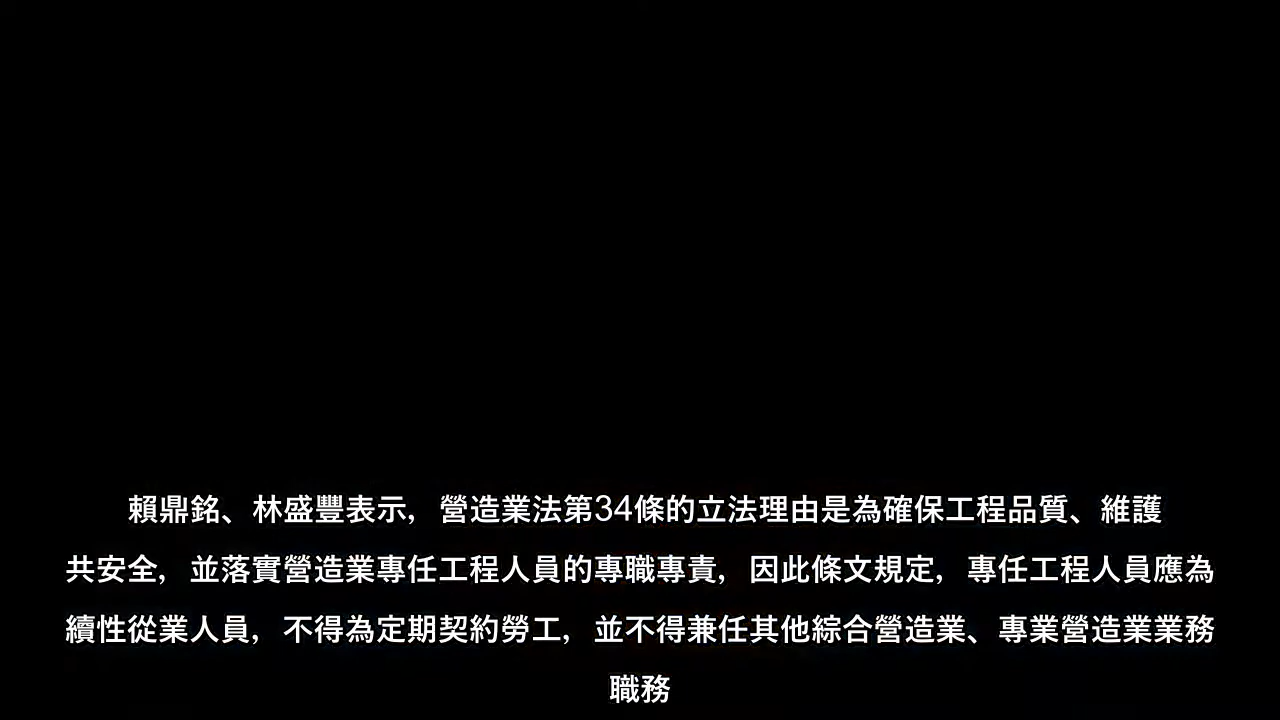 賴鼎銘、林盛豐表示，營造業法第34條的立法理由是為確保工程品質、維護
共安全，並落實營造業專任工程人員的專職專責，因此條文規定，專任工程人員應為
續性從業人員，不得為定期契約勞工，並不得兼任其他綜合營造業、專業營造業業務
職務